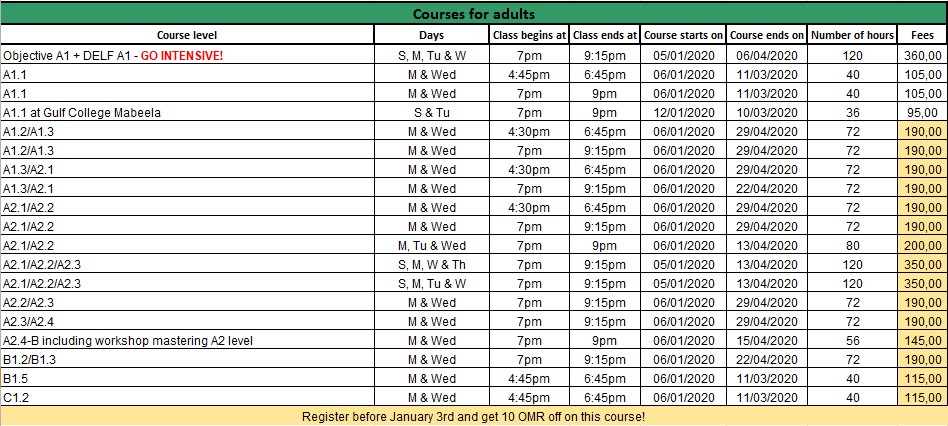 Courses for adults
Course level Days Class begins at Class ends at Course starts on Course ends on Number of hours Fees
Objective A1 + DELF A1 - GO INTENSIVE! S, M, Tu & W 7pm 9:15pm 05/01/2020 06/04/2020 120 360,00
A1.1 M & Wed 4:45pm 6:45pm 06/01/2020 11/03/2020 40 105,00
A1.1 M & Wed 7pm 9pm 06/01/2020 11/03/2020 40 105,00
A1.1 at Gulf College Mabeela S & Tu 7pm 9pm 12/01/2020 10/03/2020 36 95,00
A1.2/A1.3 M & Wed 4:30pm 6:45pm 06/01/2020 29/04/2020 72 190,00
A1.2/A1.3 M & Wed 7pm 9:15pm 06/01/2020 29/04/2020 72 190,00
A1.3/A2.1 M & Wed 4:30pm 6:45pm 06/01/2020 29/04/2020 72 190,00
A1.3/A2.1 M & Wed 7pm 9:15pm 06/01/2020 22/04/2020 72 190,00
A2.1/A2.2 M & Wed 4:30pm 6:45pm 06/01/2020 29/04/2020 72 190,00
A2.1/A2.2 M & Wed 7pm 9:15pm 06/01/2020 29/04/2020 72 190,00
A2.1/A2.2 M, Tu & Wed 7pm 9pm 06/01/2020 13/04/2020 80 200,00
A2.1/A2.2/A2.3 S, M, W & Th 7pm 9:15pm 05/01/2020 13/04/2020 120 350,00
A2.1/A2.2/A2.3 S, M, Tu & W 7pm 9:15pm 05/01/2020 13/04/2020 120 350,00
A2.2/A2.3 M & Wed 7pm 9:15pm 06/01/2020 29/04/2020 72 190,00
A2.3/A2.4 M & Wed 7pm 9:15pm 06/01/2020 29/04/2020 72 190,00
A2.4-B including workshop mastering A2 level M & Wed 7pm 9pm 06/01/2020 15/04/2020 56 145,00
B1.2/B1.3 M & Wed 7pm 9:15pm 06/01/2020 22/04/2020 72 190,00
B1.5 M & Wed 4:45pm 6:45pm 06/01/2020 11/03/2020 40 115,00
C1.2 M & Wed 4:45pm 6:45pm 06/01/2020 11/03/2020 40 115,00
Register before January 3rd and get 10 OMR off on this course!